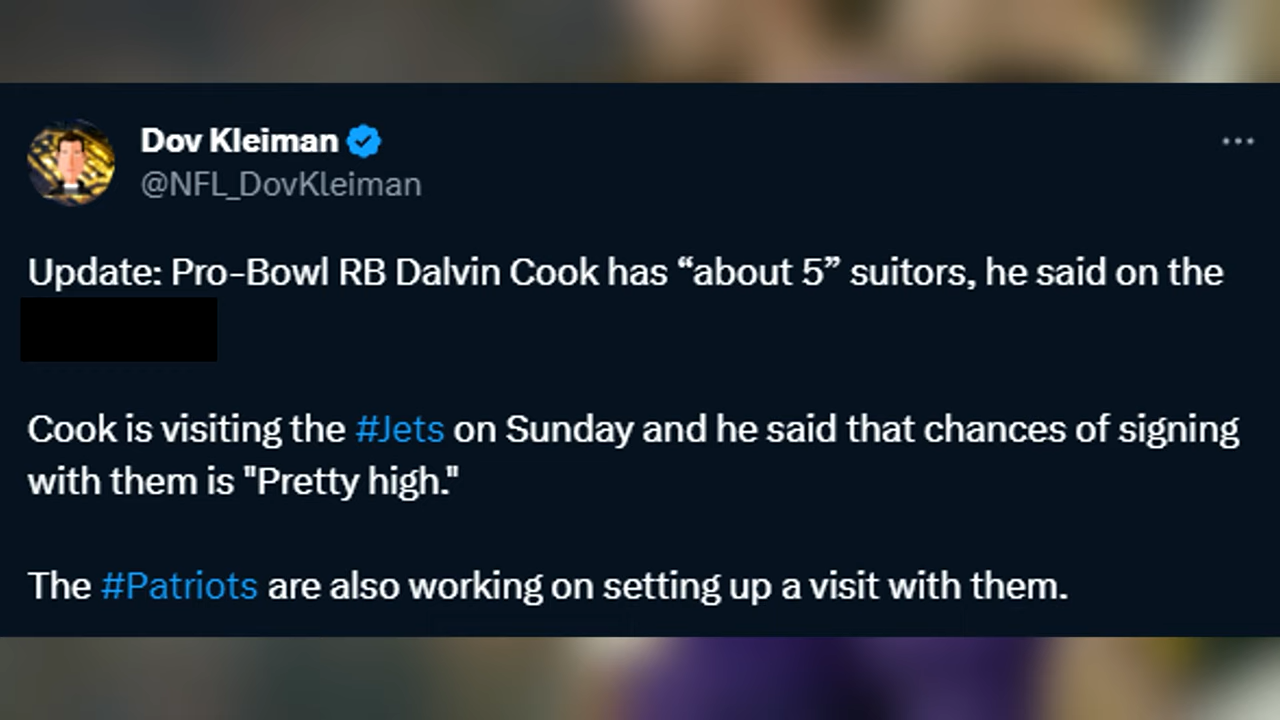 Dov Kleiman
@NFL_DovKleiman
Update: Pro-Bowl RB Dalvin Cook has “about 5” suitors, he said on the
Cook is visiting the #Jets on Sunday and he said that chances of signing
with them is "Pretty high."
The #Patriots are also working on setting up a visit with them.